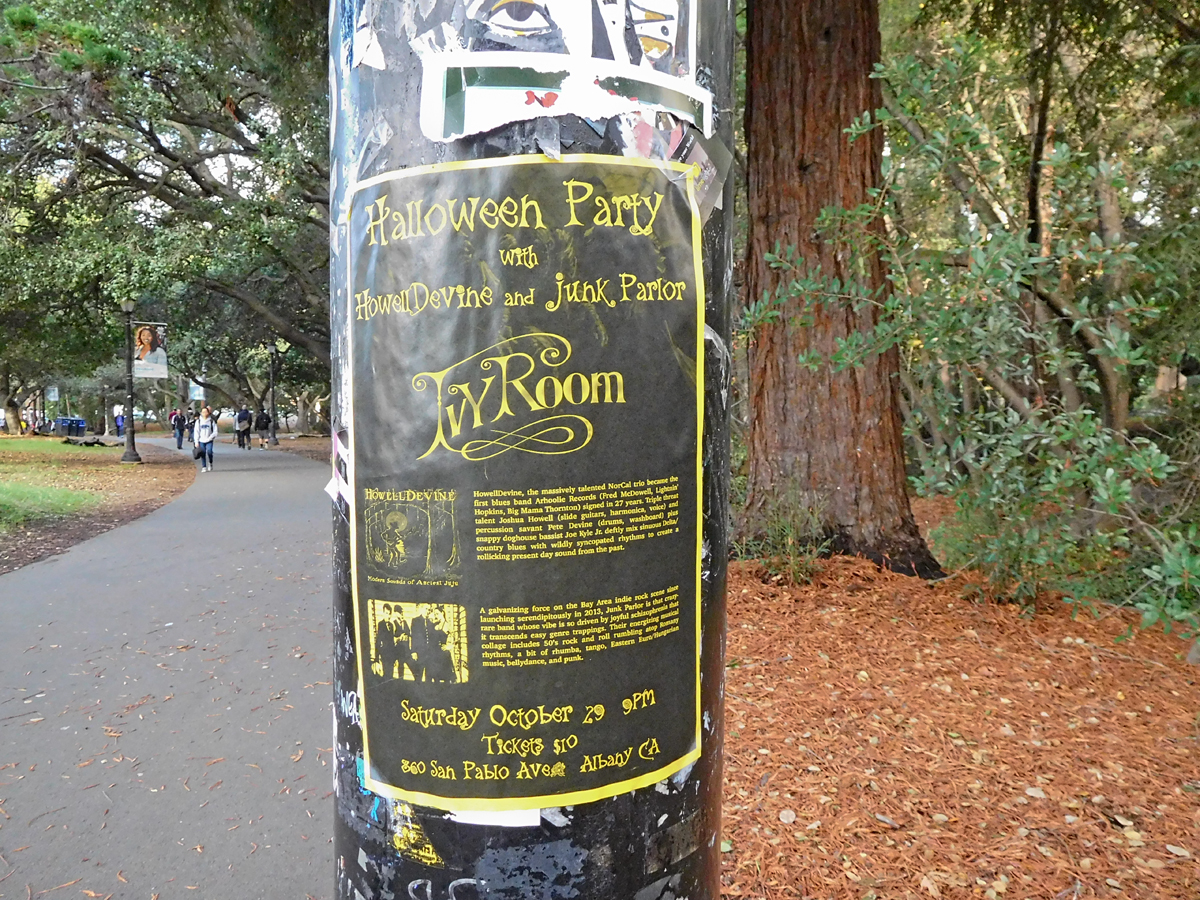 Halloween Party
with
HowellDevine and Junk Parlor
IvyRoom
HOWELLDEVINE
Modern Sounds of Ancient Juju
HowellDevine, the massively talented NorCal trio became the
first blues band Arhoolie Records (Fred McDowell, Lightnin'
Hopkins, Big Mama Thornton) signed in 27 years. Triple threat
talent Joshua Howell (slide guitars, harmonica, voice) and
percussion savant Pete Devine (drums, washboard) plus
snappy doghouse bassist Joe Kyle Jr. deftly mix sinuous Delta/
country blues with wildly syncopated rhythms to create a
rollicking present day sound from the past.
A galvanizing force on the Bay Area indie rock scene since
launching serendipitously in 2013, Junk Parlor is that crazy-
rare band whose vibe is so driven by joyful schizophrenia that
it transcends easy genre trappings. Their energizing musical
collage includes 50's rock and roll rumbling atop Romany
rhythms, a bit of rhumba, tango, Eastern Euro/Hungarian
music, bellydance, and punk.
Saturday October 29 9PM
Tickets $10
860 San Pablo Ave Albany CA